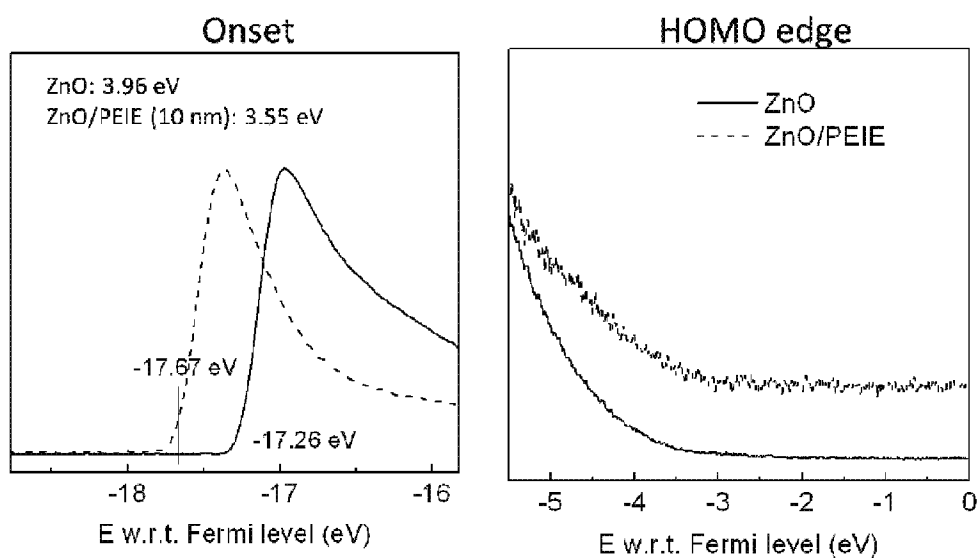 Onset
ZnO: 3.96 eV
ZnO/PEIE (10 nm): 3.55 eV
-17.67 eV
-17.26 eV
-18
-17
-16
E w.r.t. Fermi level (eV)
HOMO edge
ZnO
ZnO/PEIE
-5
-4
-3
-2
-1
0
E w.r.t. Fermi level (eV)